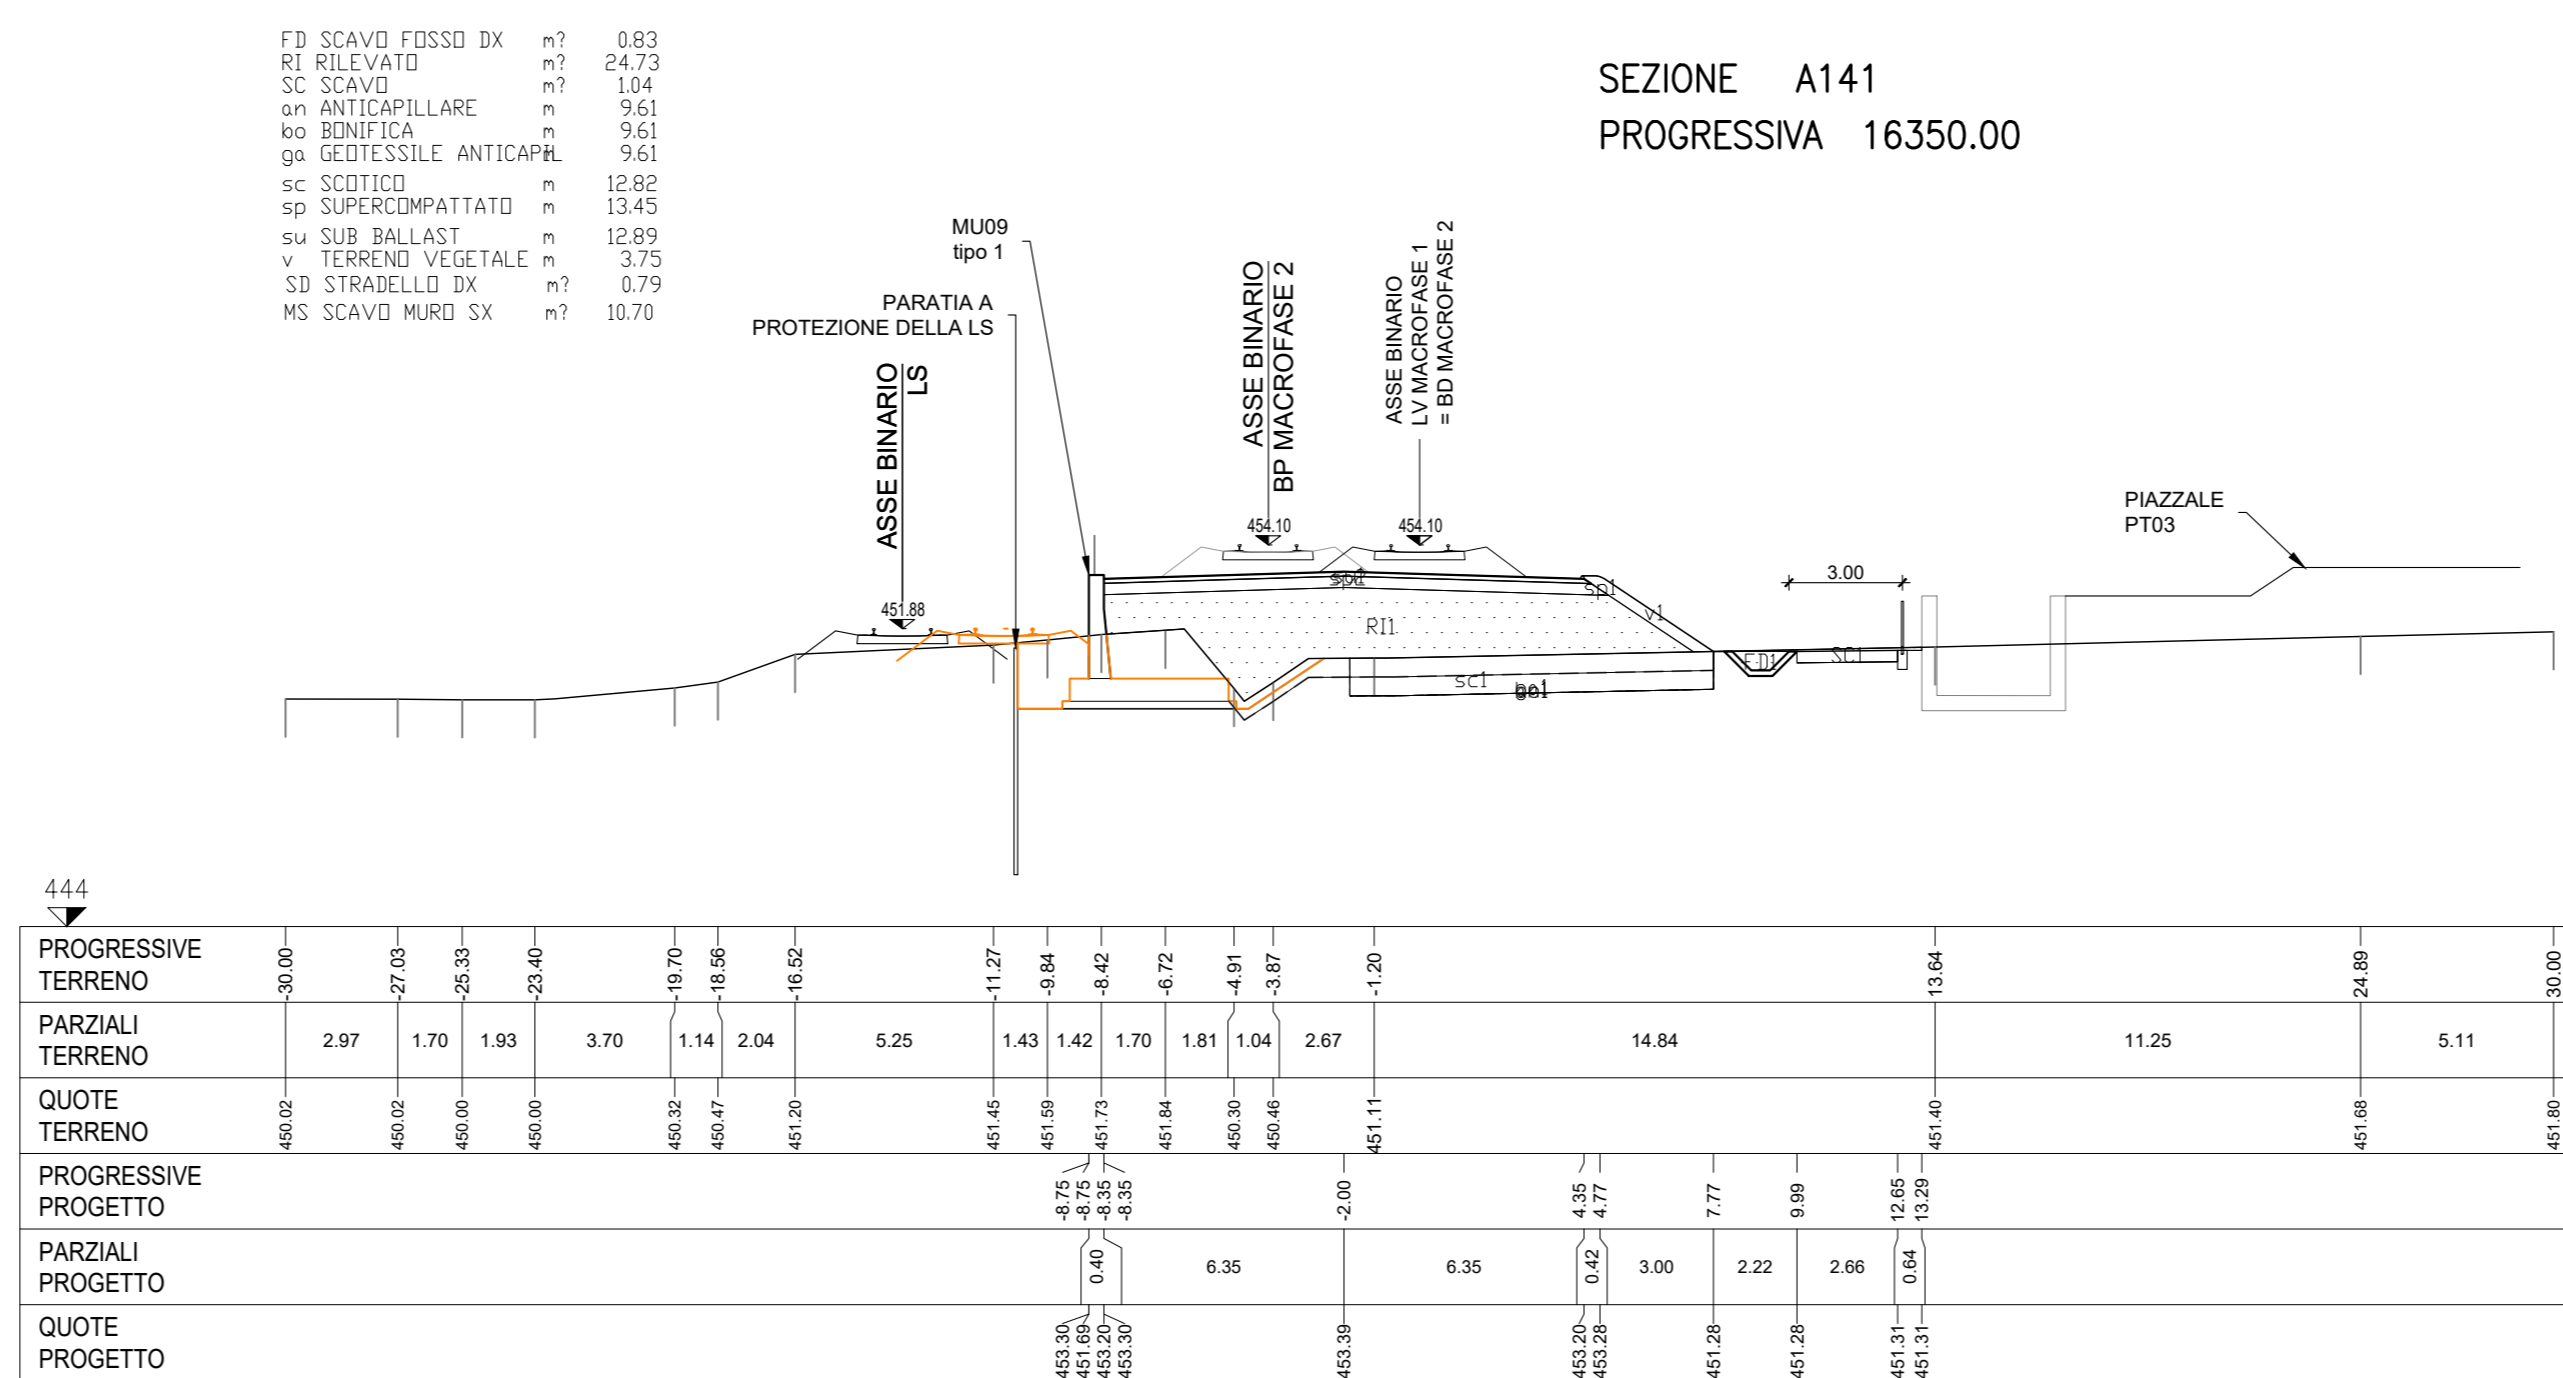 FD SCAVO FOSSO DX m? 0.83
RI RILEVATO m? 24.73
SC SCAVO m? 1.04
an ANTICAPILLARE m 9.61
bo BONIFICA m 9.61
ga GEOTESSILE ANTICAPIL m 9.61
sc SCOTICO m 12.82
sp SUPERCOMPATTATO m 13.45
su SUB BALLAST m 12.89
v TERRENO VEGETALE m 3.75
SD STRADELLO DX m? 0.79
MS SCAVO MURO SX m? 10.70
SEZIONE A141
PROGRESSIVA 16350.00
MU09
tipo 1
PARATIA A
PROTEZIONE DELLA LS
ASSE BINARIO
LS
ASSE BINARIO
BP MACROFASE 2
ASSE BINARIO
LV MACROFASE 1
= BD MACROFASE 2
PIAZZALE
PT03
454.10 454.10
451.88
3.00
sp1
v1
RI1
FD1
SC1
sc1
444
PROGRESSIVE
TERRENO
-30.00 -27.03 -25.33 -23.40 -19.70 -18.56 -16.52 -11.27 -9.84 -8.42 -6.72 -4.91 -3.87 -1.20 13.64 24.89 30.00
PARZIALI
TERRENO
2.97 1.70 1.93 3.70 1.14 2.04 5.25 1.43 1.42 1.70 1.81 1.04 2.67 14.84 11.25 5.11
QUOTE
TERRENO
450.02 450.02 450.00 450.00 450.32 450.47 451.20 451.45 451.59 451.73 451.84 450.30 450.46 451.11 451.40 451.68 451.80
PROGRESSIVE
PROGETTO
-8.75 -8.75 -8.35 -8.35 -2.00 4.35 4.77 7.77 9.99 12.65 13.29
PARZIALI
PROGETTO
0.40 6.35 6.35 0.42 3.00 2.22 2.66 0.64
QUOTE
PROGETTO
453.30 451.69 453.20 453.30 453.39 453.20 453.28 451.28 451.28 451.31 451.31